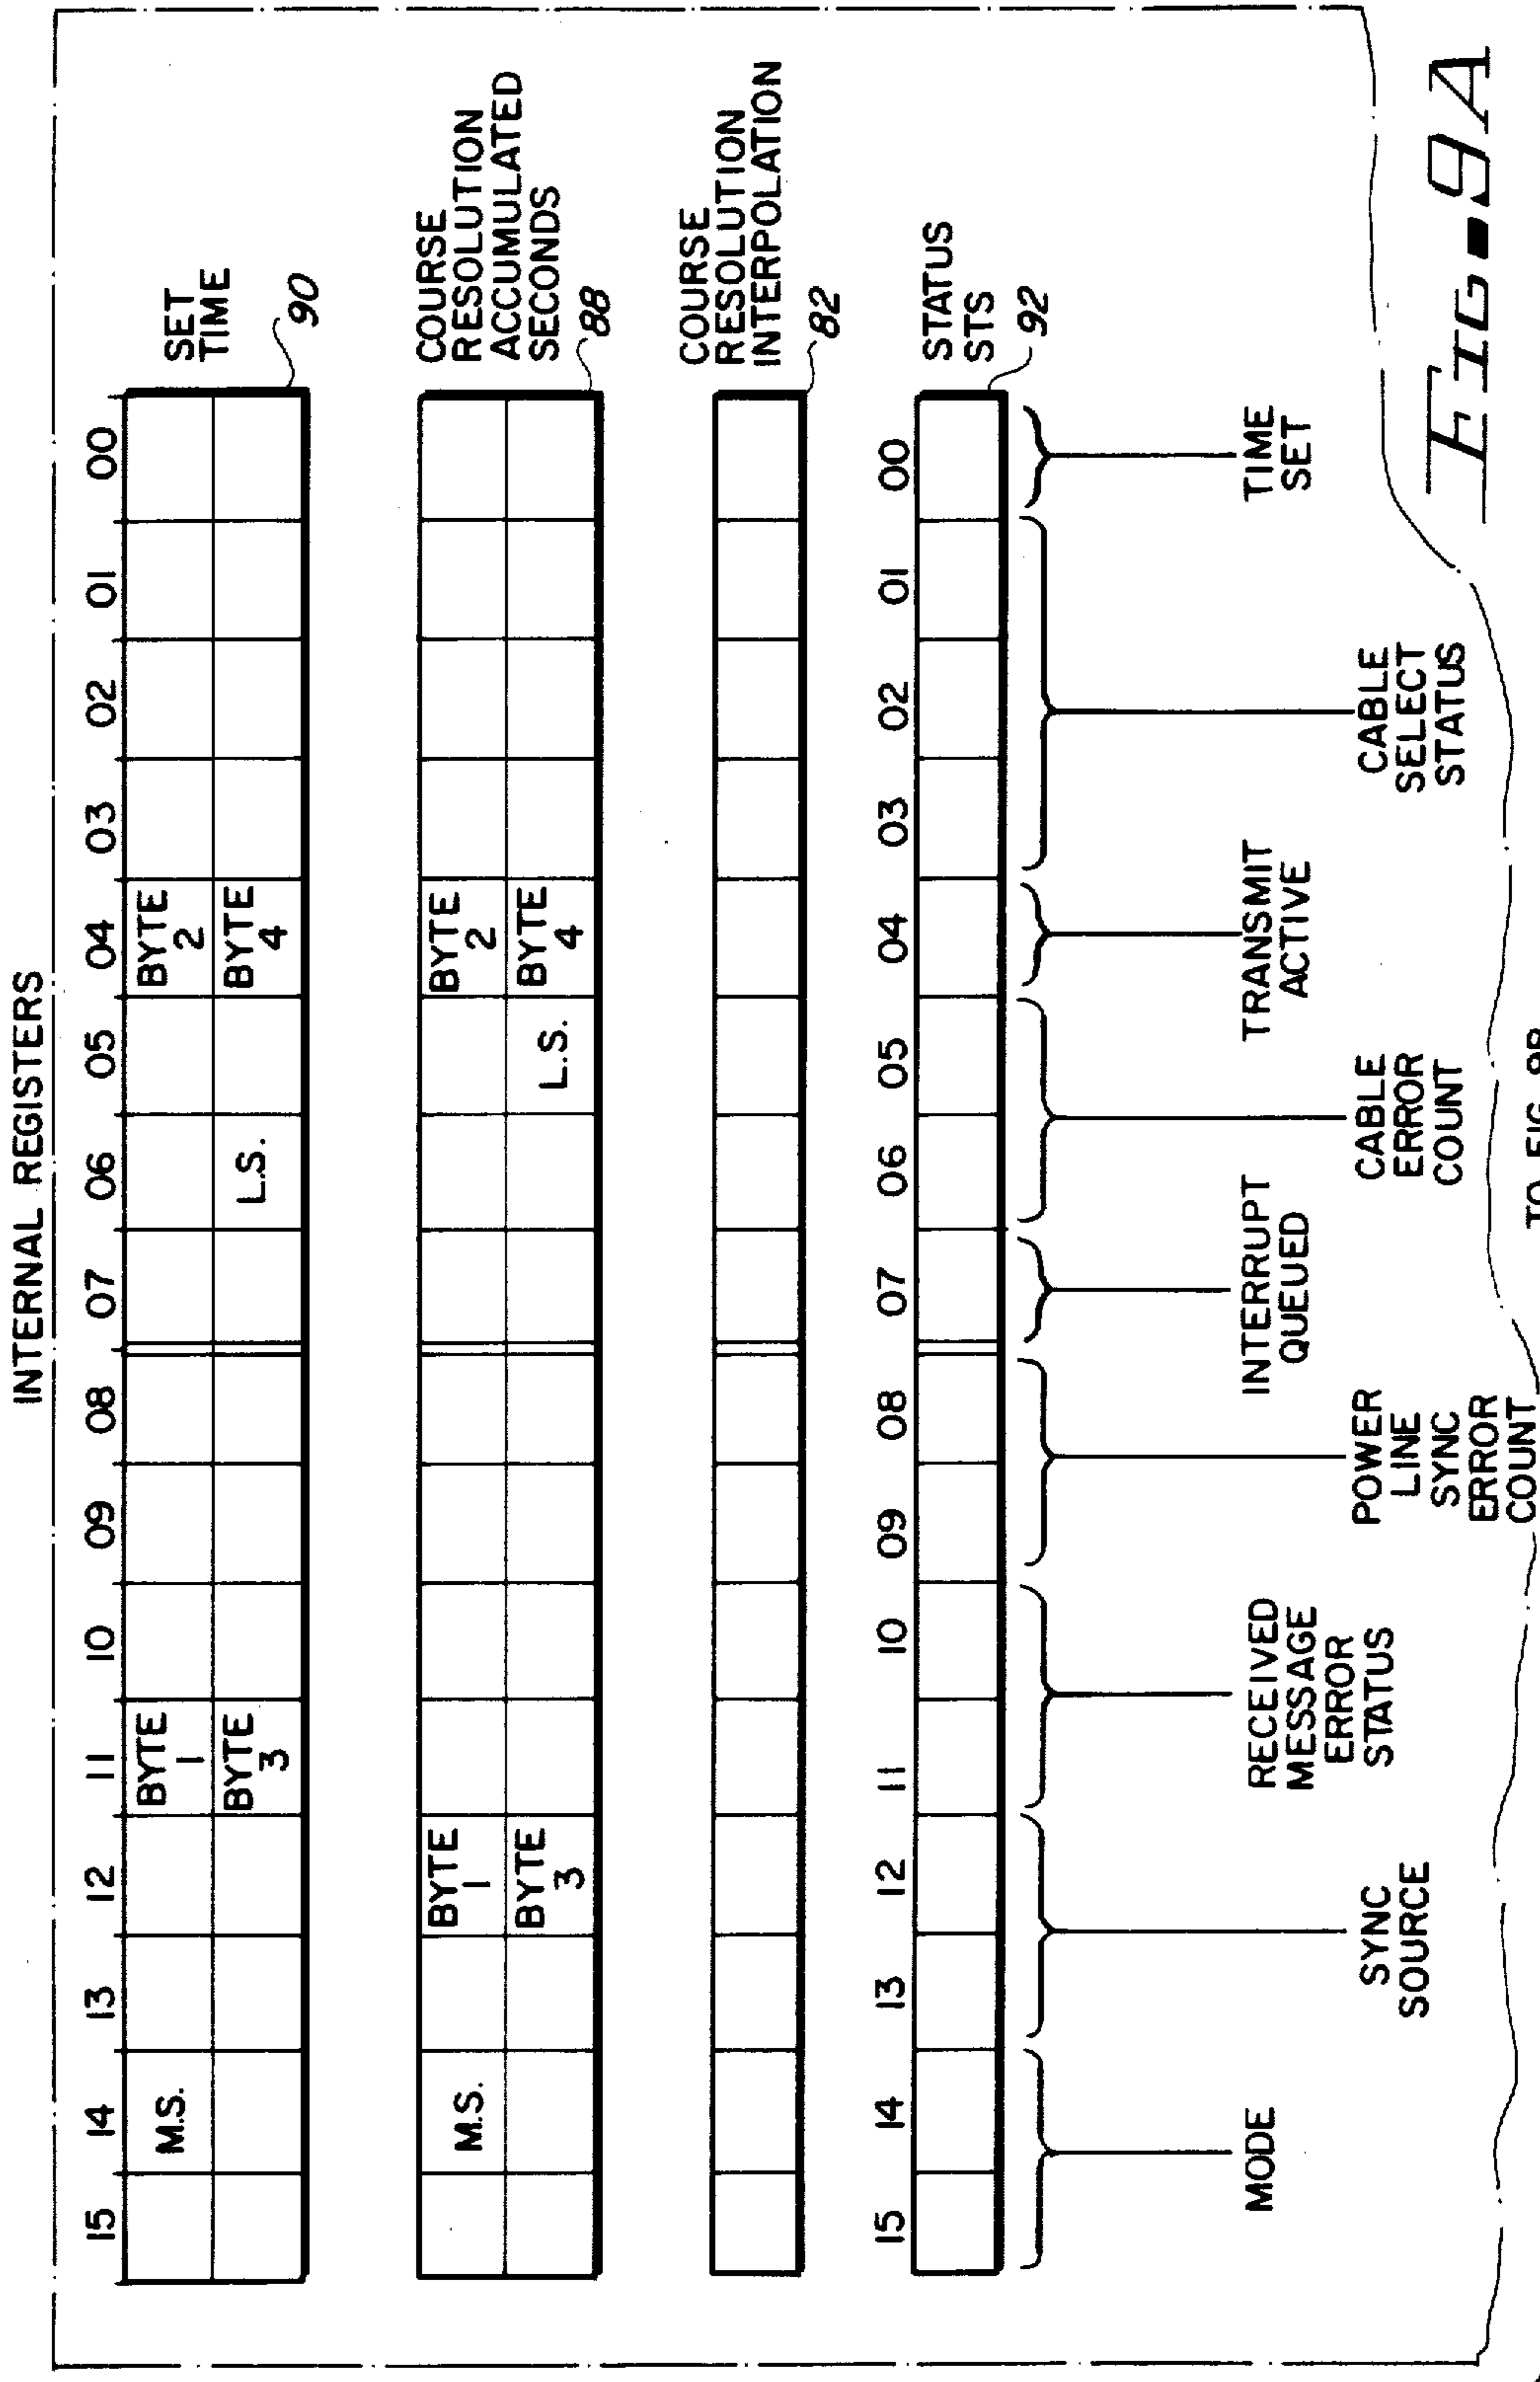 INTERNAL REGISTERS
15 14 13 12 11 10 09 08 07 06 05 04 03 02 01 00
M.S. BYTE 1 BYTE 2
BYTE 3 L.S. BYTE 4
SET
TIME
90
M.S. BYTE 1 BYTE 2
BYTE 3 L.S. BYTE 4
COURSE
RESOLUTION
ACCUMULATED
SECONDS
88
COURSE
RESOLUTION
INTERPOLATION
82
15 14 13 12 11 10 09 08 07 06 05 04 03 02 01 00
STATUS
STS
92
MODE
SYNC
SOURCE
RECEIVED
MESSAGE
ERROR
STATUS
POWER
LINE
SYNC
ERROR
COUNT
INTERRUPT
QUEUED
CABLE
ERROR
COUNT
TRANSMIT
ACTIVE
CABLE
SELECT
STATUS
TIME
SET
TO FIG. 9B
FIG-9A